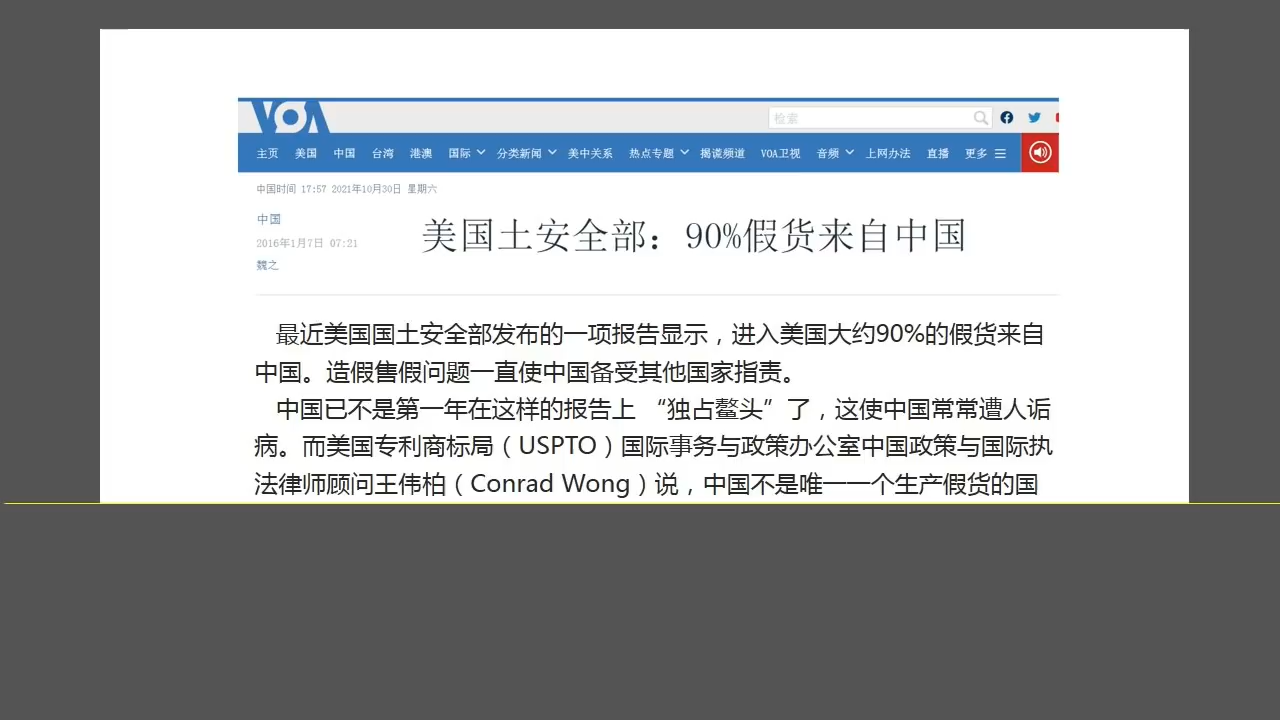 VOA
检索
主页 美国 中国 台湾 港澳 国际 分类新闻 美中关系 热点专题 揭谎频道 VOA卫视 音频 上网办法 直播 更多
中国时间 17:57 2021年10月30日 星期六
中国
美国土安全部：90%假货来自中国
2016年1月7日 07:21
魏之
最近美国国土安全部发布的一项报告显示，进入美国大约90%的假货来自
中国。造假售假问题一直使中国备受其他国家指责。
中国已不是第一年在这样的报告上 “独占鳌头”了，这使中国常常遭人诟
病。而美国专利商标局（USPTO）国际事务与政策办公室中国政策与国际执
法律师顾问王伟柏（Conrad Wong）说，中国不是唯一一个生产假货的国